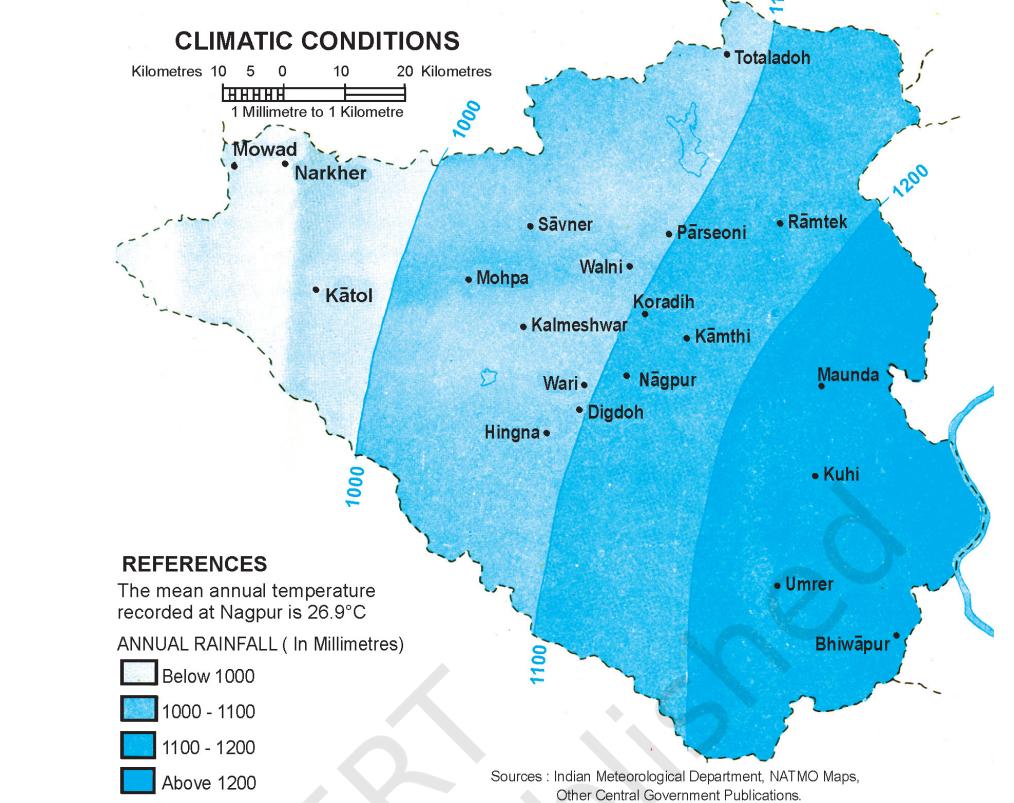 CLIMATIC CONDITIONS
Kilometres 10 5 0 10 20 Kilometres
1 Millimetre to 1 Kilometre
1000
11
1200
Totaladoh
Mowad
Narkher
Sāvner
Pārseoni
Rāmtek
Walni
Mohpa
Kātol
Koradih
Kalmeshwar
Kāmthi
Wari
Nāgpur
Maunda
Digdoh
Hingna
Kuhi
1000
Umrer
Bhiwāpur
1100
REFERENCES
The mean annual temperature
recorded at Nagpur is 26.9°C
ANNUAL RAINFALL ( In Millimetres)
Below 1000
1000 - 1100
1100 - 1200
Above 1200
Sources : Indian Meteorological Department, NATMO Maps,
Other Central Government Publications.